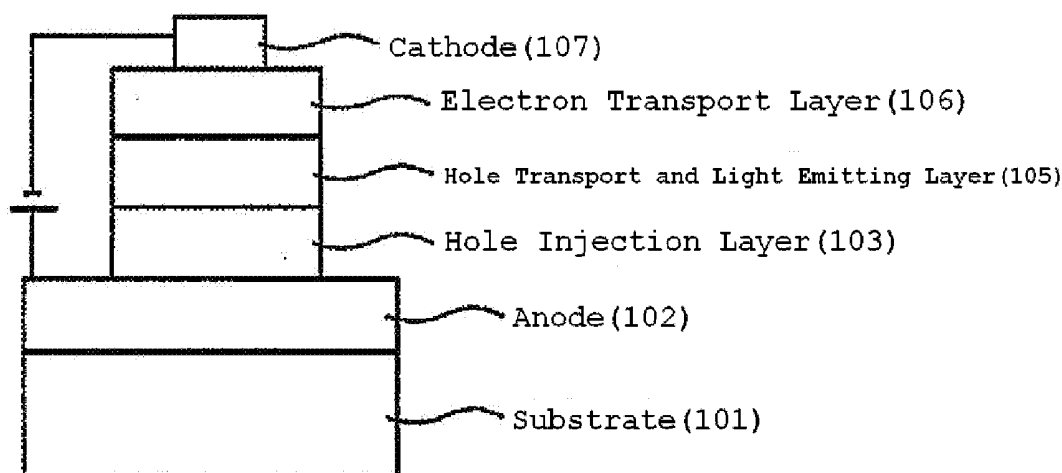 Cathode(107)
Electron Transport Layer(106)
Hole Transport and Light Emitting Layer(105)
Hole Injection Layer(103)
Anode(102)
Substrate(101)